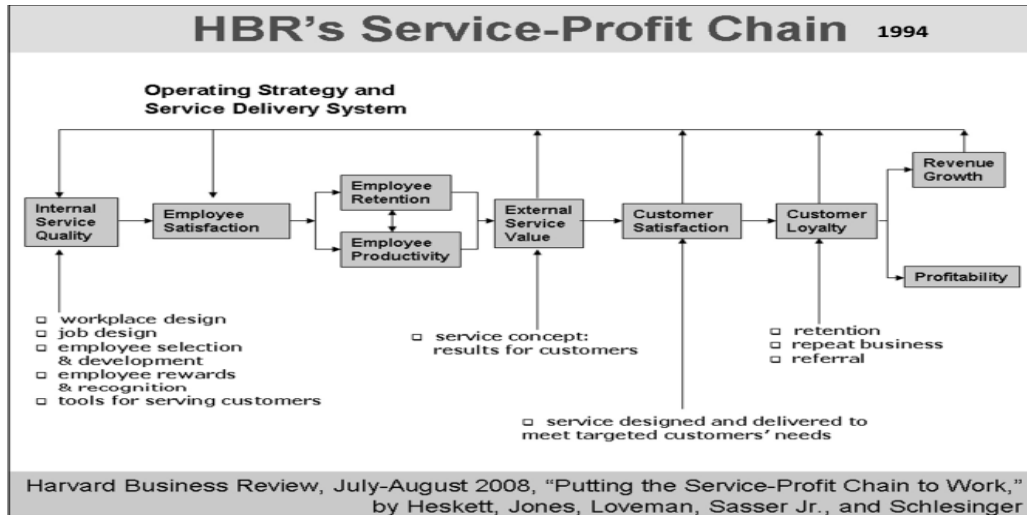 HBR's Service-Profit Chain 1994
Operating Strategy and
Service Delivery System
Internal
Service
Quality
Employee
Satisfaction
Employee
Retention
Employee
Productivity
External
Service
Value
Customer
Satisfaction
Customer
Loyalty
Revenue
Growth
Profitability
workplace design
job design
employee selection
& development
employee rewards
& recognition
tools for serving customers
service concept:
results for customers
service designed and delivered to
meet targeted customers' needs
retention
repeat business
referral
Harvard Business Review, July-August 2008, "Putting the Service-Profit Chain to Work,"
by Heskett, Jones, Loveman, Sasser Jr., and Schlesinger